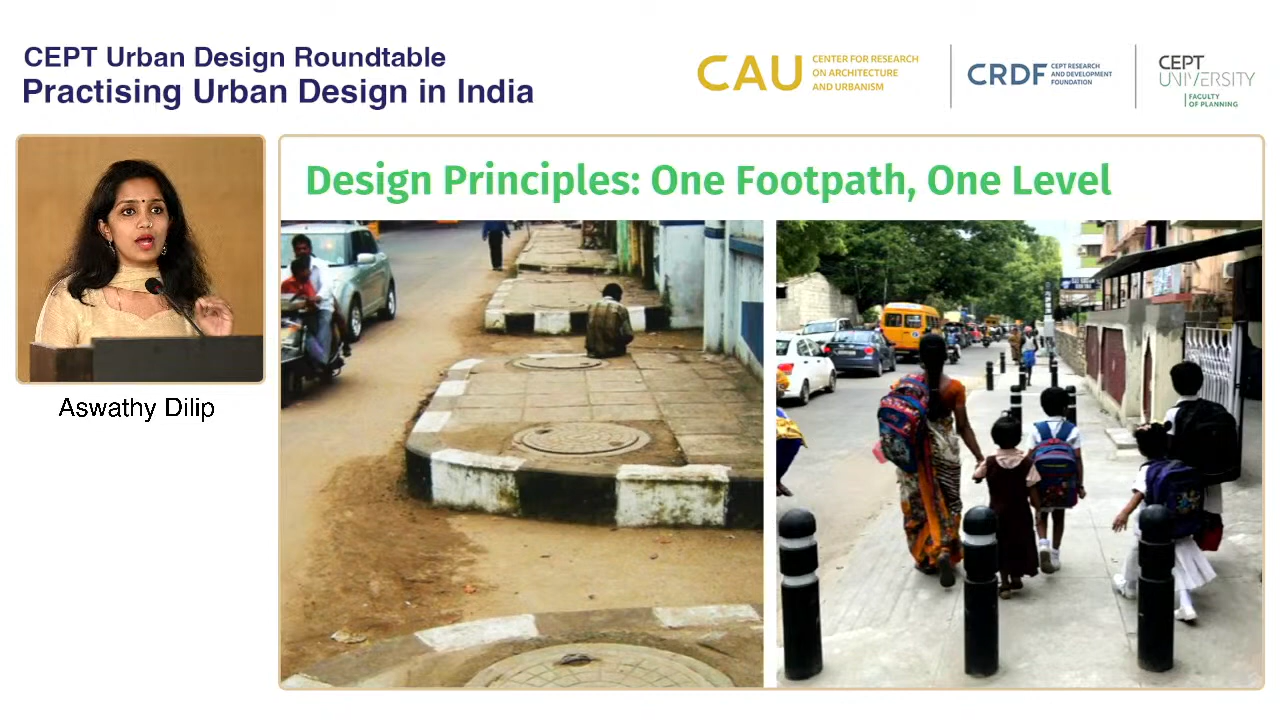 CEPT Urban Design Roundtable
Practising Urban Design in India
CAU
CENTER FOR RESEARCH
ON ARCHITECTURE
AND URBANISM
CRDF
CEPT RESEARCH
AND DEVELOPMENT
FOUNDATION
CEPT
UNIVERSITY
FACULTY
OF PLANNING
Design Principles: One Footpath, One Level
Aswathy Dilip